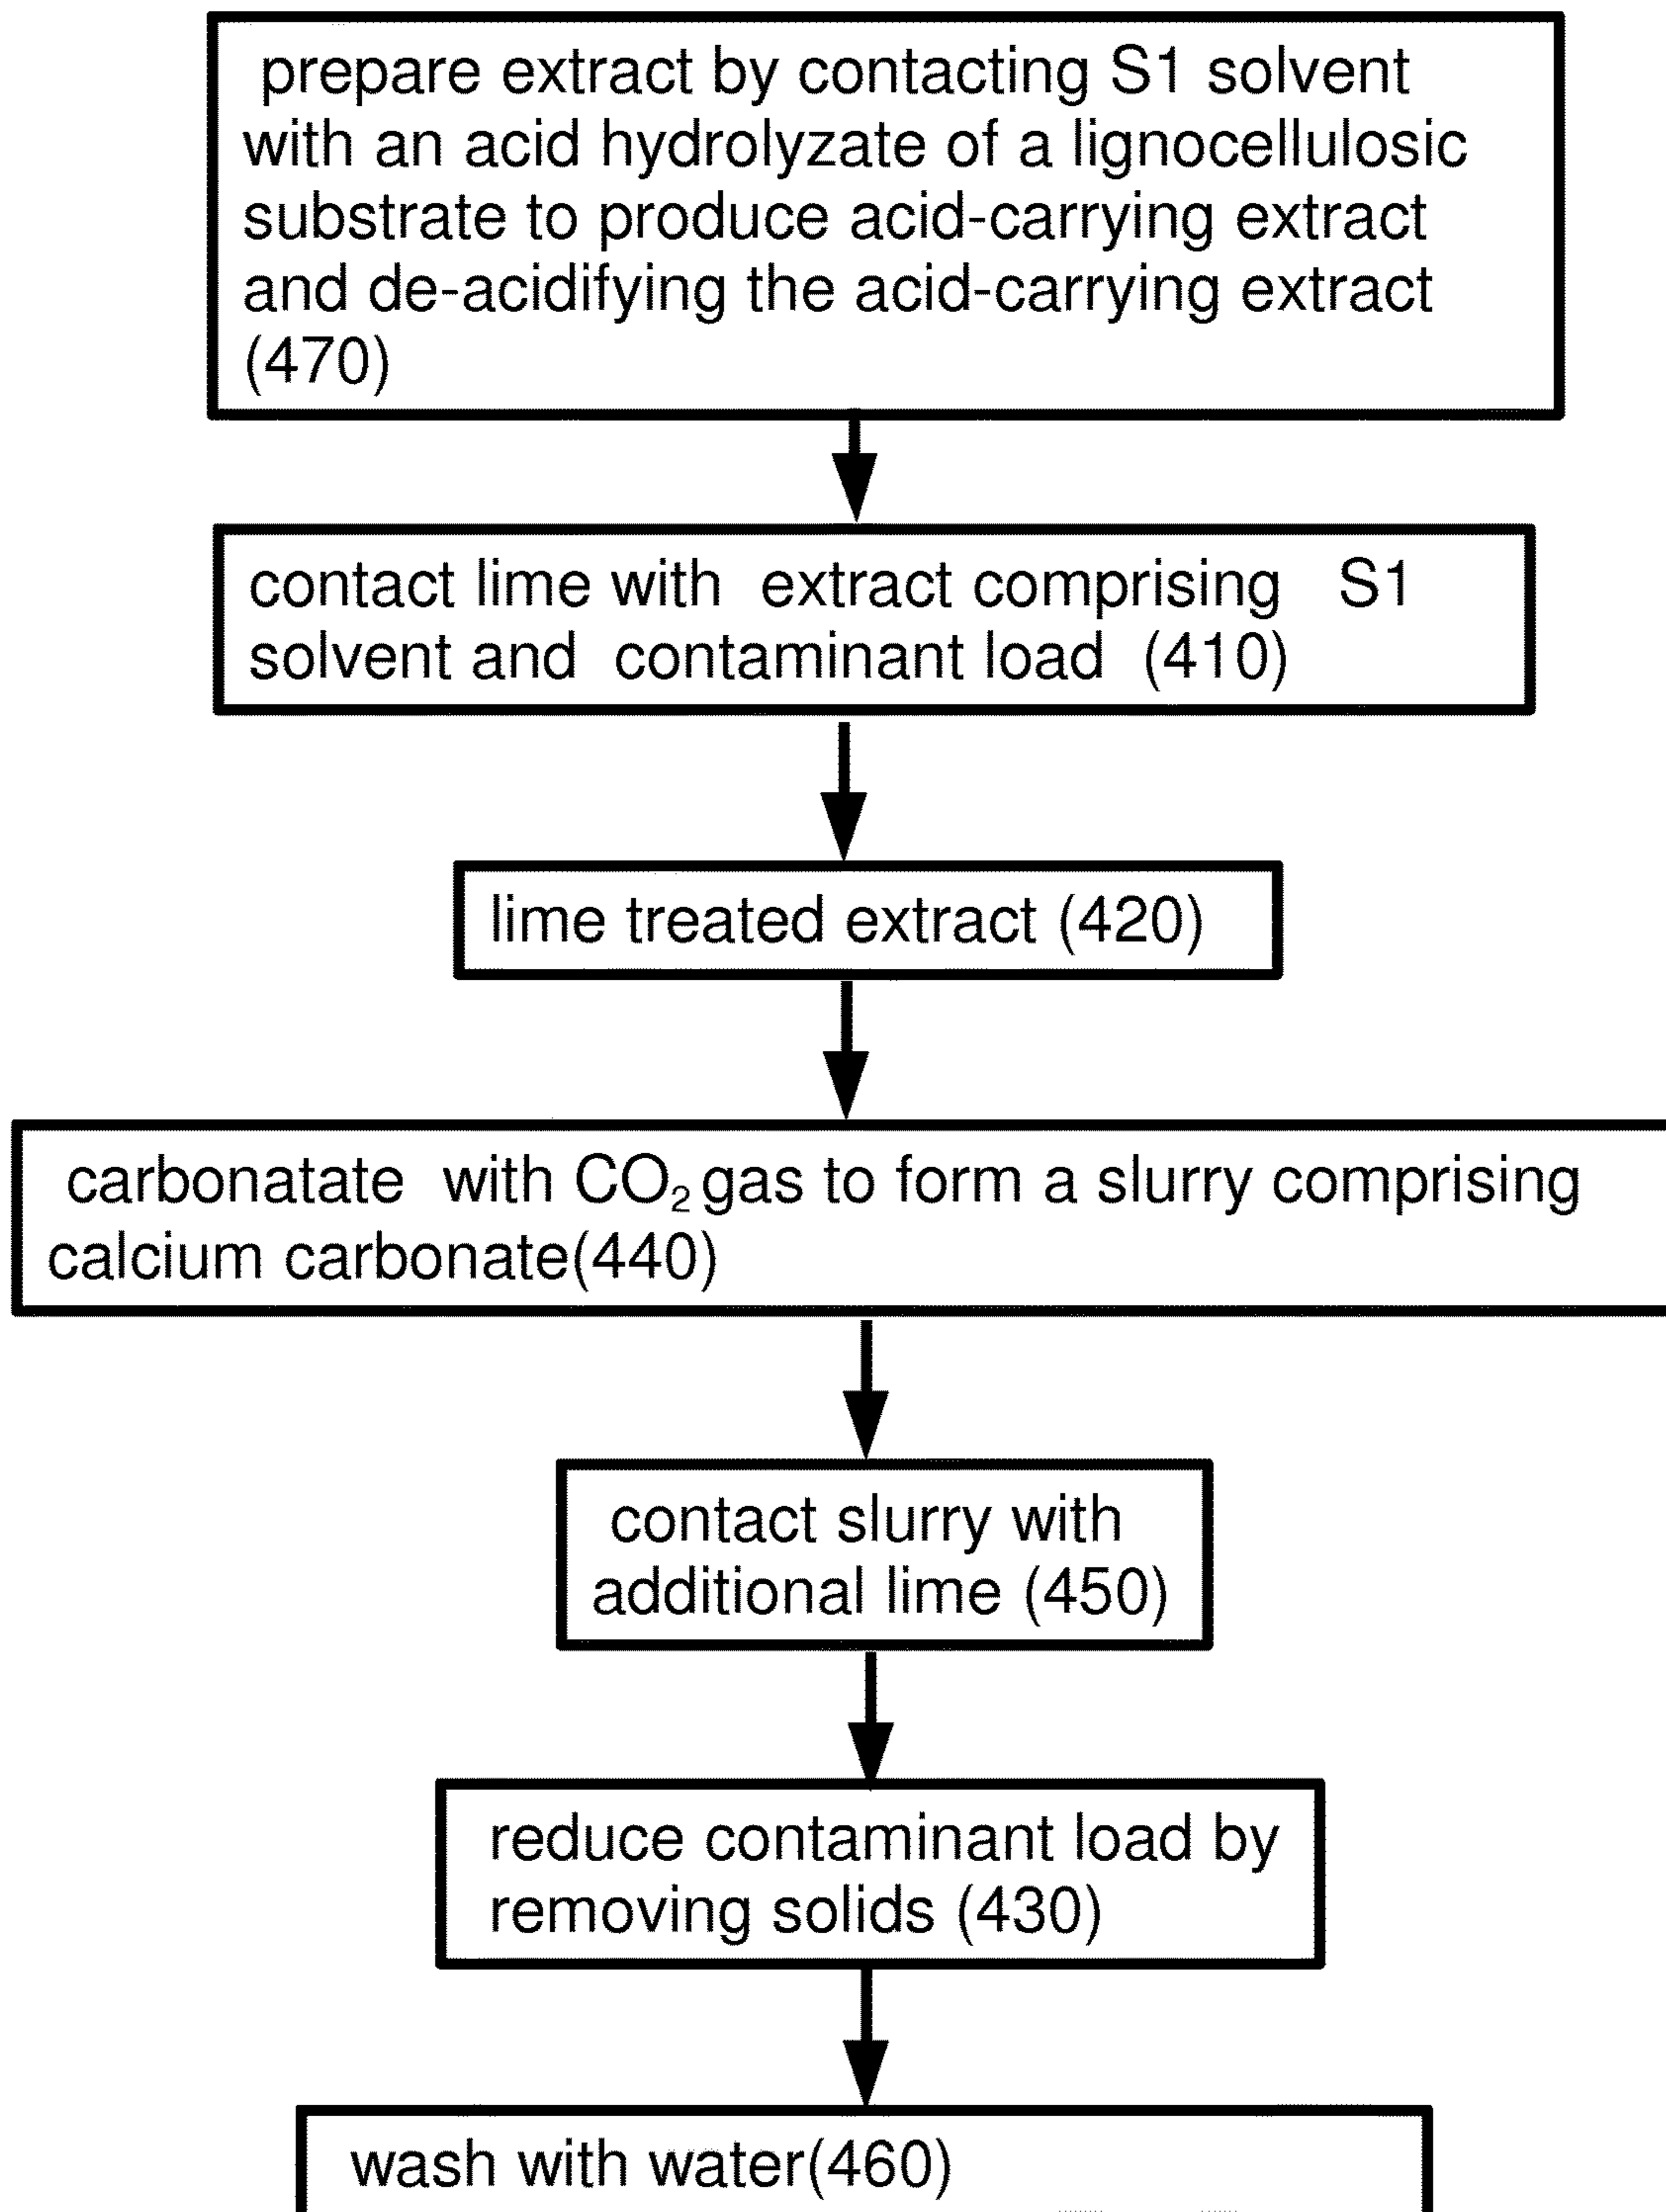 prepare extract by contacting S1 solvent
with an acid hydrolyzate of a lignocellulosic
substrate to produce acid-carrying extract
and de-acidifying the acid-carrying extract
(470)
contact lime with extract comprising S1
solvent and contaminant load (410)
lime treated extract (420)
carbonatate with CO₂ gas to form a slurry comprising
calcium carbonate(440)
contact slurry with
additional lime (450)
reduce contaminant load by
removing solids (430)
wash with water(460)